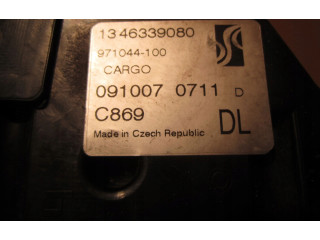 1346339080
971044-100
CARGO
091007 0711 D
C869
DL
Made in Czech Republic